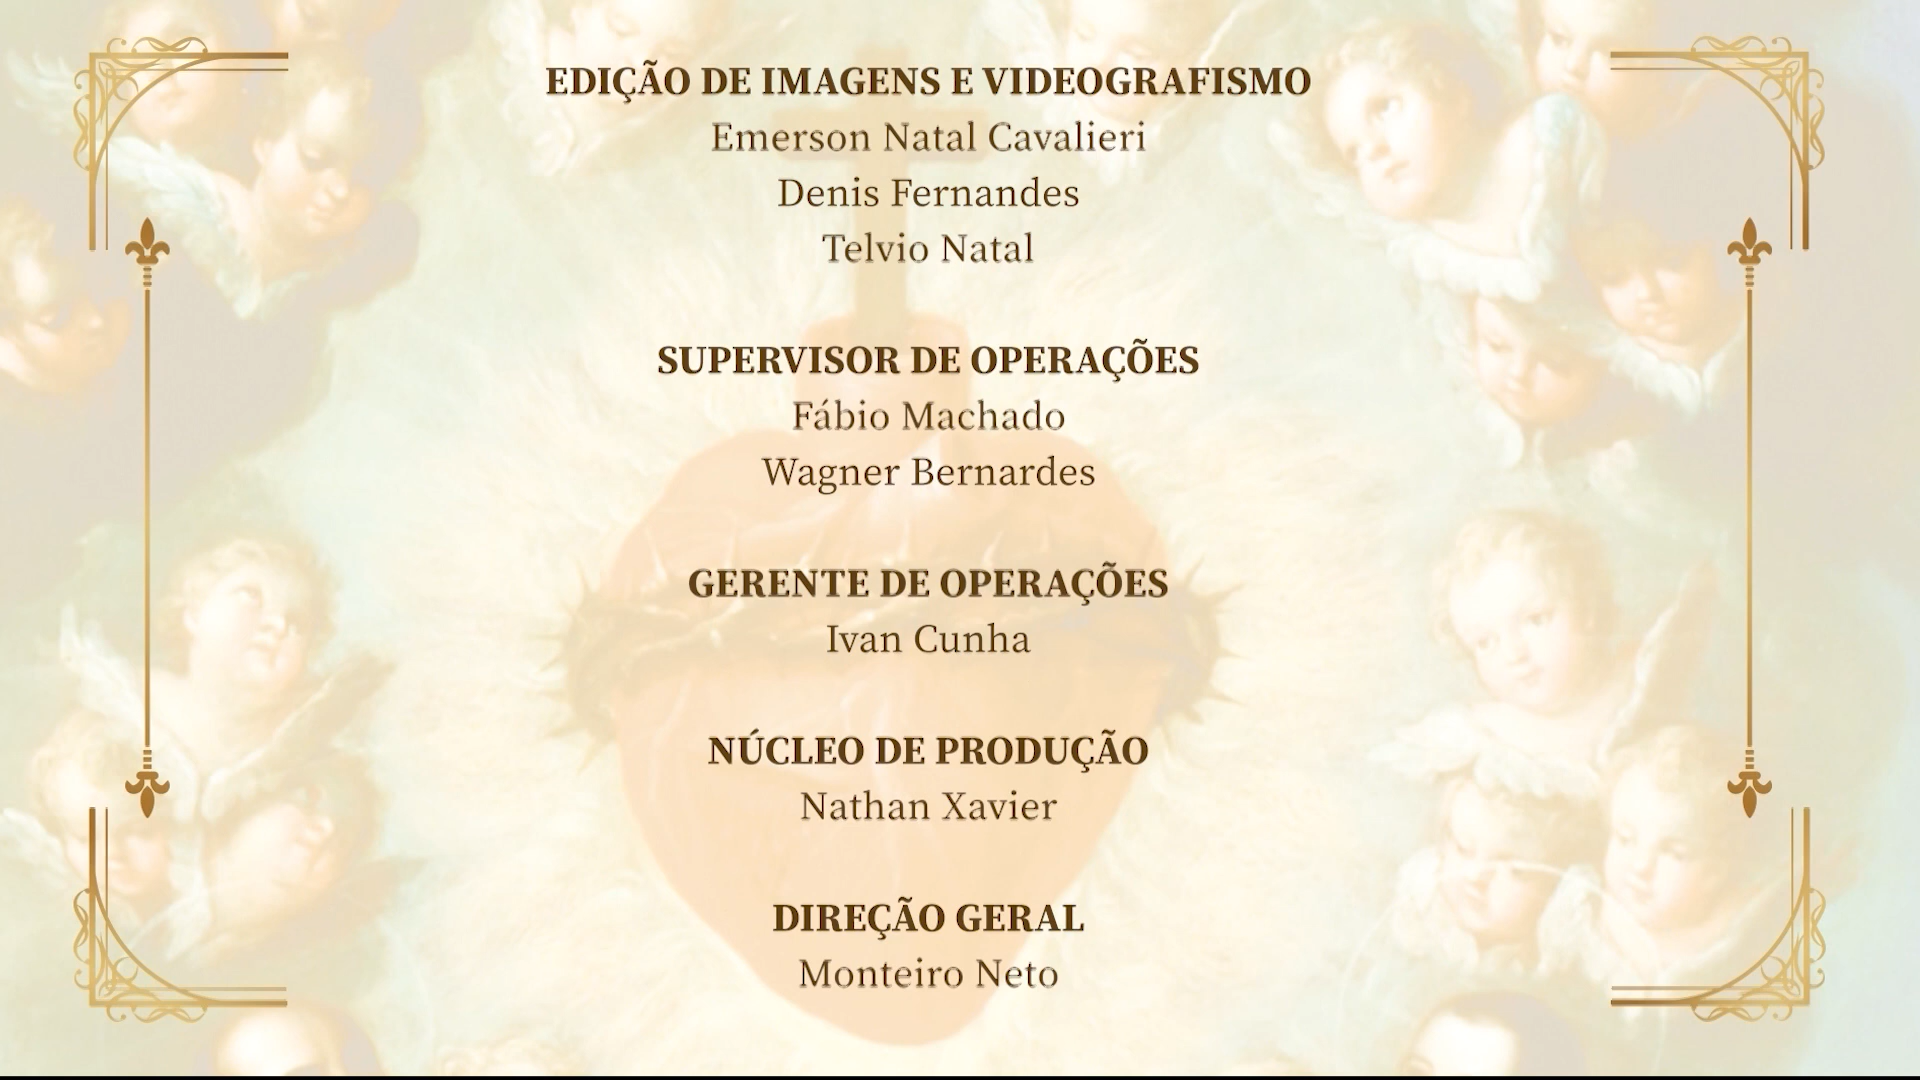 EDIÇÃO DE IMAGENS E VIDEOGRAFISMO
Emerson Natal Cavalieri
Denis Fernandes
Telvio Natal
SUPERVISOR DE OPERAÇÕES
Fábio Machado
Wagner Bernardes
GERENTE DE OPERAÇÕES
Ivan Cunha
NÚCLEO DE PRODUÇÃO
Nathan Xavier
DIREÇÃO GERAL
Monteiro Neto